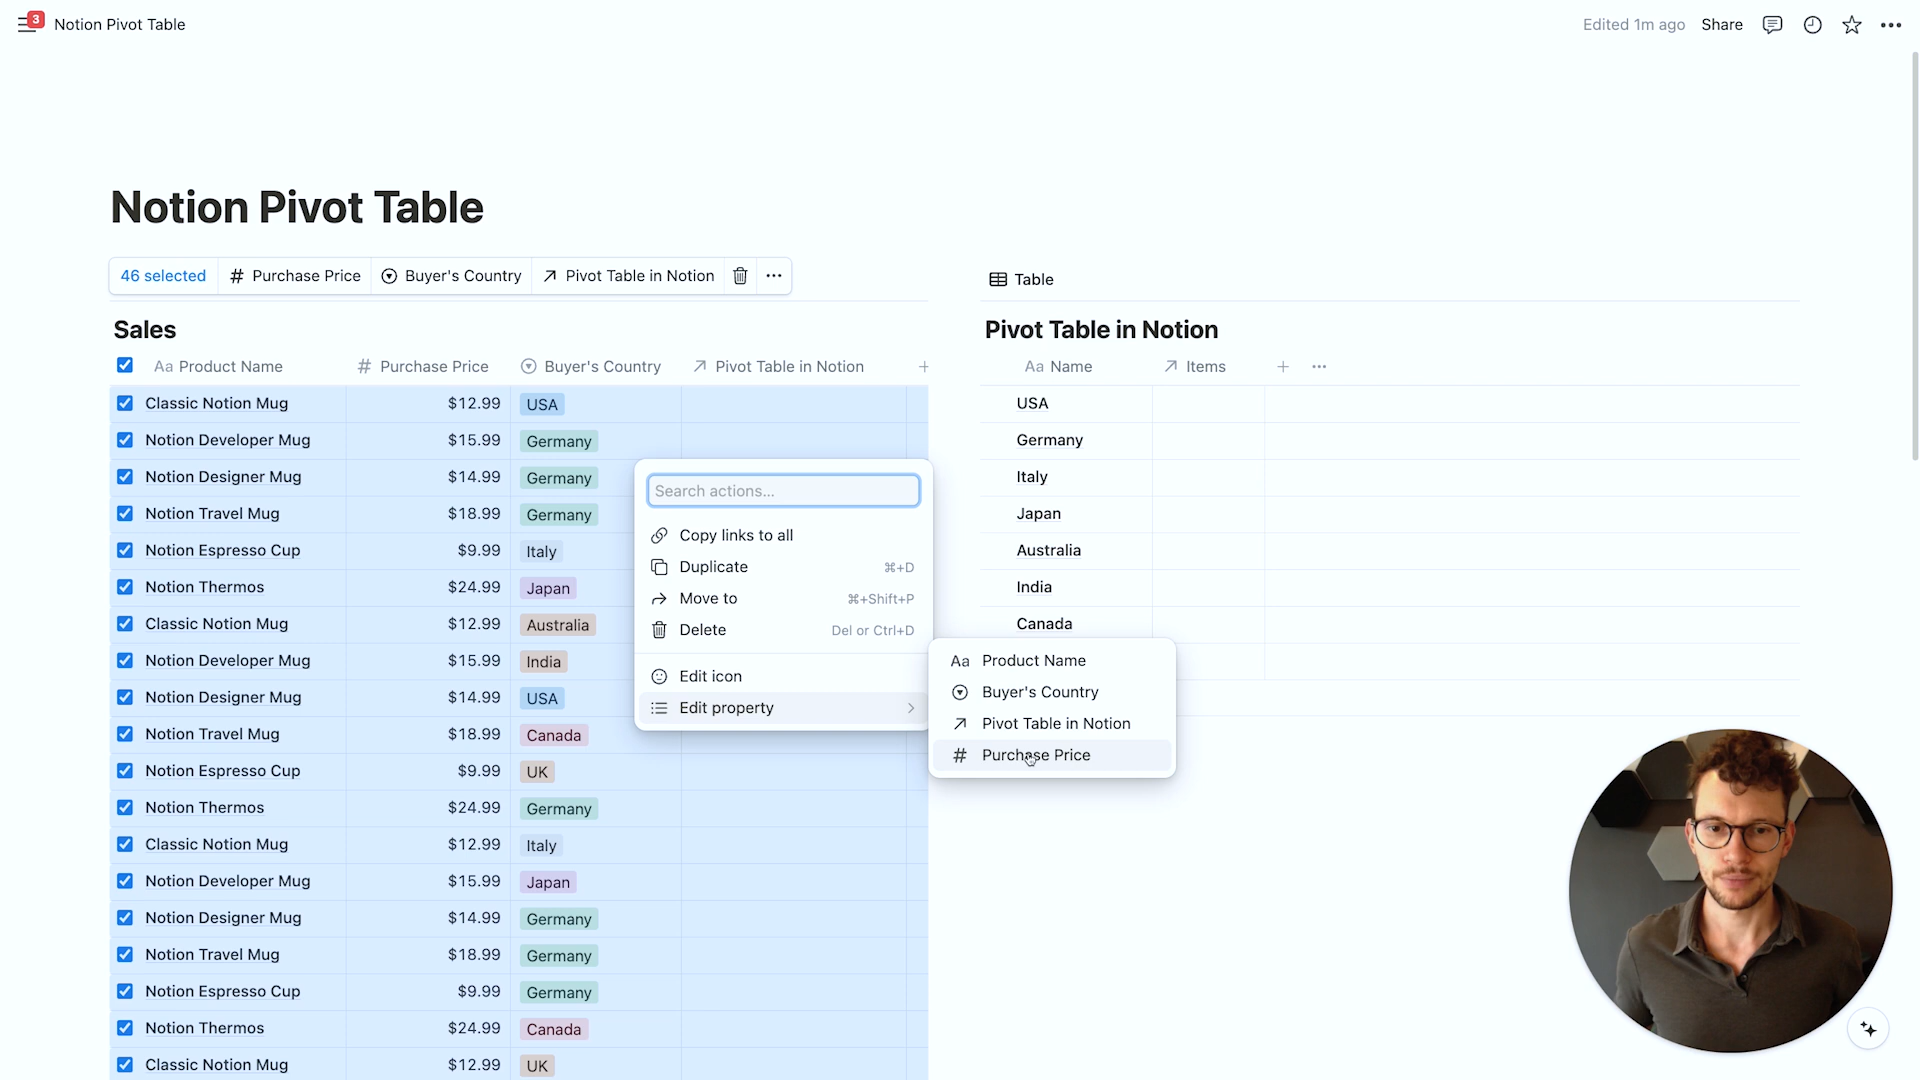 3 Notion Pivot Table Edited 1m ago Share
Notion Pivot Table
46 selected # Purchase Price Buyer's Country Pivot Table in Notion
Table
Sales
Aa Product Name # Purchase Price Buyer's Country Pivot Table in Notion +
Classic Notion Mug $12.99 USA
Notion Developer Mug $15.99 Germany
Notion Designer Mug $14.99 Germany
Notion Travel Mug $18.99 Germany
Notion Espresso Cup $9.99 Italy
Notion Thermos $24.99 Japan
Classic Notion Mug $12.99 Australia
Notion Developer Mug $15.99 India
Notion Designer Mug $14.99 USA
Notion Travel Mug $18.99 Canada
Notion Espresso Cup $9.99 UK
Notion Thermos $24.99 Germany
Classic Notion Mug $12.99 Italy
Notion Developer Mug $15.99 Japan
Notion Designer Mug $14.99 Germany
Notion Travel Mug $18.99 Germany
Notion Espresso Cup $9.99 Germany
Notion Thermos $24.99 Canada
Classic Notion Mug $12.99 UK
Search actions...
Copy links to all
Duplicate ⌘+D
Move to ⌘+Shift+P
Delete Del or Ctrl+D
Edit icon
Edit property
Aa Product Name
Buyer's Country
Pivot Table in Notion
# Purchase Price
Pivot Table in Notion
Aa Name Items +
USA
Germany
Italy
Japan
Australia
India
Canada